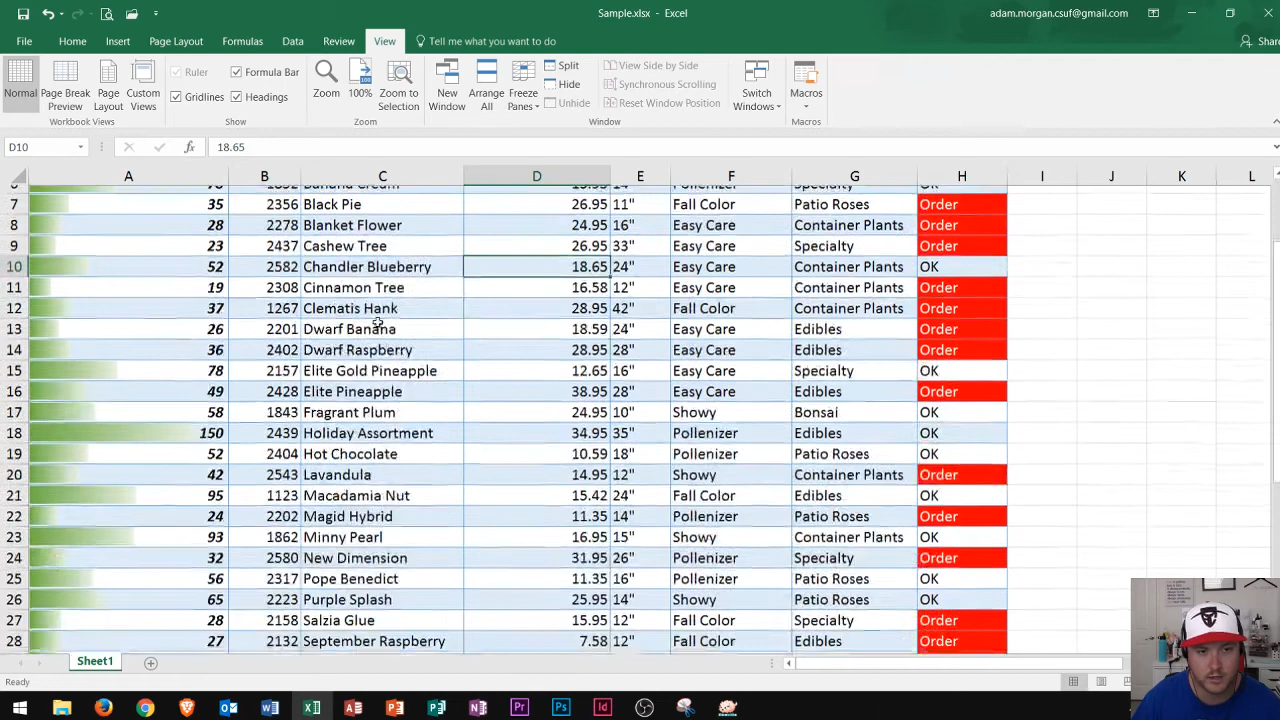 Sample.xlsx - Excel
adam.morgan.csuf@gmail.com
File Home Insert Page Layout Formulas Data Review View Tell me what you want to do Share
Normal Page Break Preview Page Layout Custom Views
Ruler Formula Bar
Gridlines Headings
Zoom 100% Zoom to Selection
New Window Arrange All Freeze Panes
Split Hide Unhide
View Side by Side
Synchronous Scrolling
Reset Window Position
Switch Windows Macros
Workbook Views Show Zoom Window Macros
D10 fx 18.65
A B C D E F G H I J K L
7 35 2356 Black Pie 26.95 11" Fall Color Patio Roses Order
8 28 2278 Blanket Flower 24.95 16" Easy Care Container Plants Order
9 23 2437 Cashew Tree 26.95 33" Easy Care Specialty Order
10 52 2582 Chandler Blueberry 18.65 24" Easy Care Container Plants OK
11 19 2308 Cinnamon Tree 16.58 12" Easy Care Container Plants Order
12 37 1267 Clematis Hank 28.95 42" Fall Color Container Plants Order
13 26 2201 Dwarf Banana 18.59 24" Easy Care Edibles Order
14 36 2402 Dwarf Raspberry 28.95 28" Easy Care Edibles Order
15 78 2157 Elite Gold Pineapple 12.65 16" Easy Care Specialty OK
16 49 2428 Elite Pineapple 38.95 28" Easy Care Edibles Order
17 58 1843 Fragrant Plum 24.95 10" Showy Bonsai OK
18 150 2439 Holiday Assortment 34.95 35" Pollenizer Edibles OK
19 52 2404 Hot Chocolate 10.59 18" Pollenizer Patio Roses OK
20 42 2543 Lavandula 14.95 12" Showy Container Plants Order
21 95 1123 Macadamia Nut 15.42 24" Fall Color Edibles OK
22 24 2202 Magid Hybrid 11.35 14" Pollenizer Patio Roses Order
23 93 1862 Minny Pearl 16.95 15" Showy Container Plants OK
24 32 2580 New Dimension 31.95 26" Pollenizer Specialty Order
25 56 2317 Pope Benedict 11.35 16" Pollenizer Patio Roses OK
26 65 2223 Purple Splash 25.95 14" Showy Patio Roses OK
27 28 2158 Salzia Glue 15.95 12" Fall Color Specialty Order
28 27 2132 September Raspberry 7.58 12" Fall Color Edibles Order
Sheet1
Ready